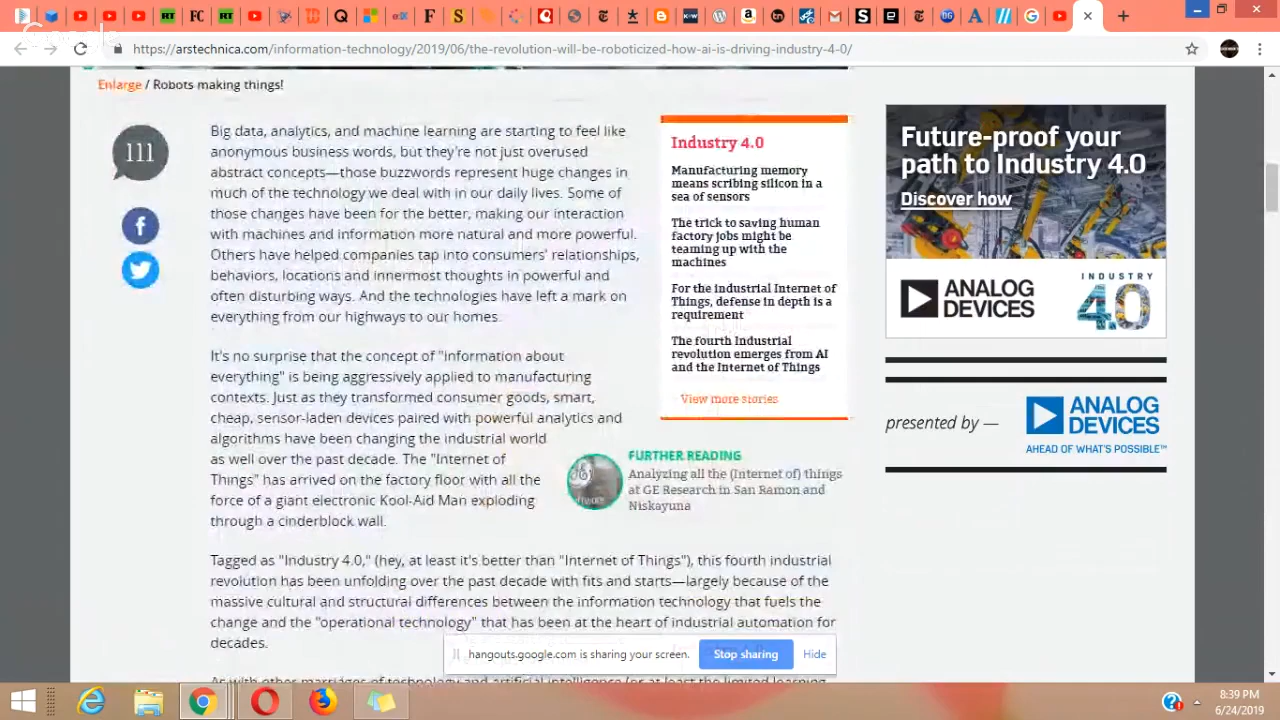 https://arstechnica.com/information-technology/2019/06/the-revolution-will-be-roboticized-how-ai-is-driving-industry-4-0/
Enlarge / Robots making things!
111
Big data, analytics, and machine learning are starting to feel like
anonymous business words, but they're not just overused
abstract concepts—those buzzwords represent huge changes in
much of the technology we deal with in our daily lives. Some of
those changes have been for the better, making our interaction
with machines and information more natural and more powerful.
Others have helped companies tap into consumers' relationships,
behaviors, locations and innermost thoughts in powerful and
often disturbing ways. And the technologies have left a mark on
everything from our highways to our homes.
It's no surprise that the concept of "information about
everything" is being aggressively applied to manufacturing
contexts. Just as they transformed consumer goods, smart,
cheap, sensor-laden devices paired with powerful analytics and
algorithms have been changing the industrial world
as well over the past decade. The "Internet of
Things" has arrived on the factory floor with all the
force of a giant electronic Kool-Aid Man exploding
through a cinderblock wall.
Tagged as "Industry 4.0," (hey, at least it's better than "Internet of Things"), this fourth industrial
revolution has been unfolding over the past decade with fits and starts—largely because of the
massive cultural and structural differences between the information technology that fuels the
change and the "operational technology" that has been at the heart of industrial automation for
decades.
As with other marriages of technology and artificial intelligence (or at least the limited learning
Industry 4.0
Manufacturing memory
means scribing silicon in a
sea of sensors
The trick to saving human
factory jobs might be
teaming up with the
machines
For the industrial Internet of
Things, defense in depth is a
requirement
The fourth Industrial
revolution emerges from AI
and the Internet of Things
View more stories
FURTHER READING
Analyzing all the (Internet of) things
at GE Research in San Ramon and
Niskayuna
Future-proof your
path to Industry 4.0
Discover how
ANALOG
DEVICES
INDUSTRY
4.0
presented by —
ANALOG
DEVICES
AHEAD OF WHAT'S POSSIBLE™
hangouts.google.com is sharing your screen.
Stop sharing
Hide
8:39 PM
6/24/2019